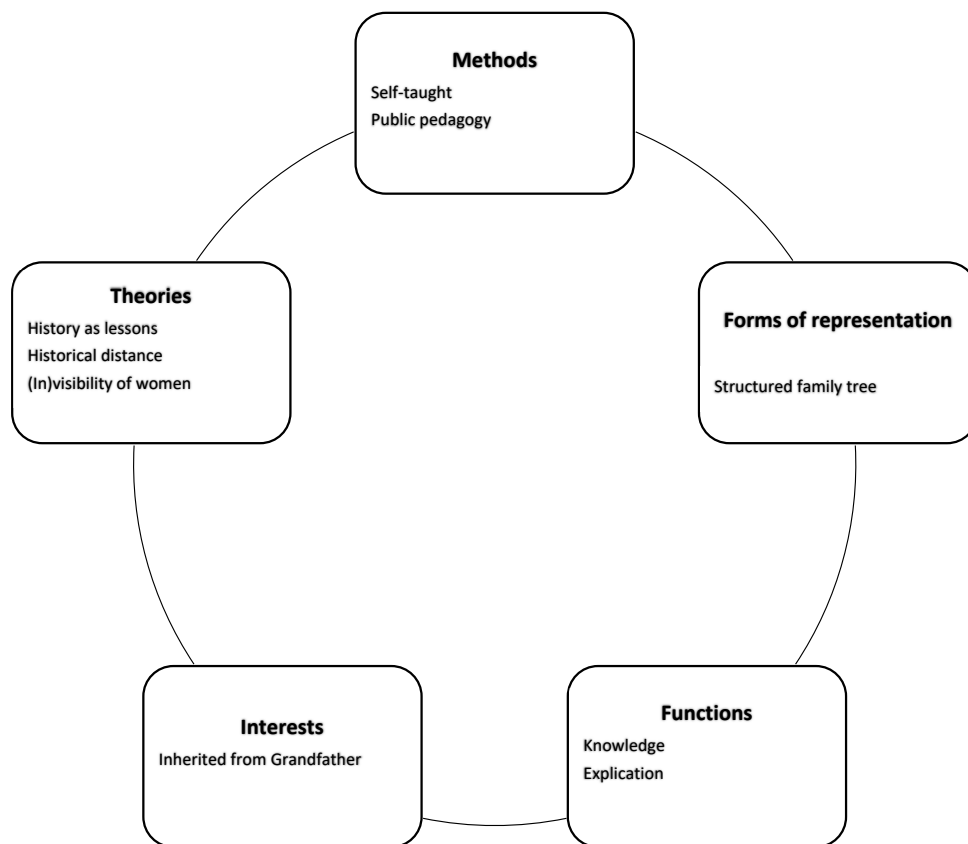 Methods
Self-taught
Public pedagogy
Theories
History as lessons
Historical distance
(In)visibility of women
Forms of representation
Structured family tree
Interests
Inherited from Grandfather
Functions
Knowledge
Explication